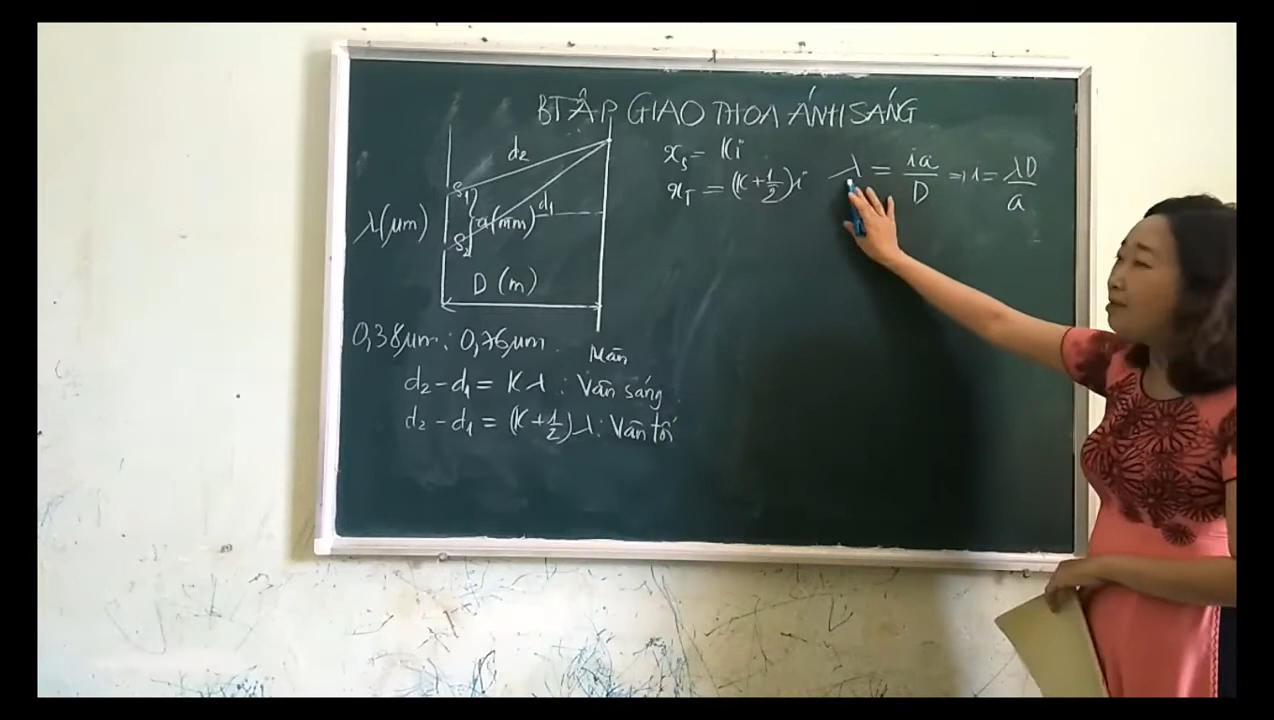 BTẬP GIAO THOA ÁNH SÁNG
d₂
S₁
a(mm)
d₁
λ(μm)
S₂
D (m)
Màn
0,38μm ÷ 0,76μm
d₂ - d₁ = Kλ : Vân sáng
d₂ - d₁ = (K + 1/2)λ : Vân tối
xₛ = Ki
x_T = (K + 1/2)i
λ = ia/D => i = λD/a